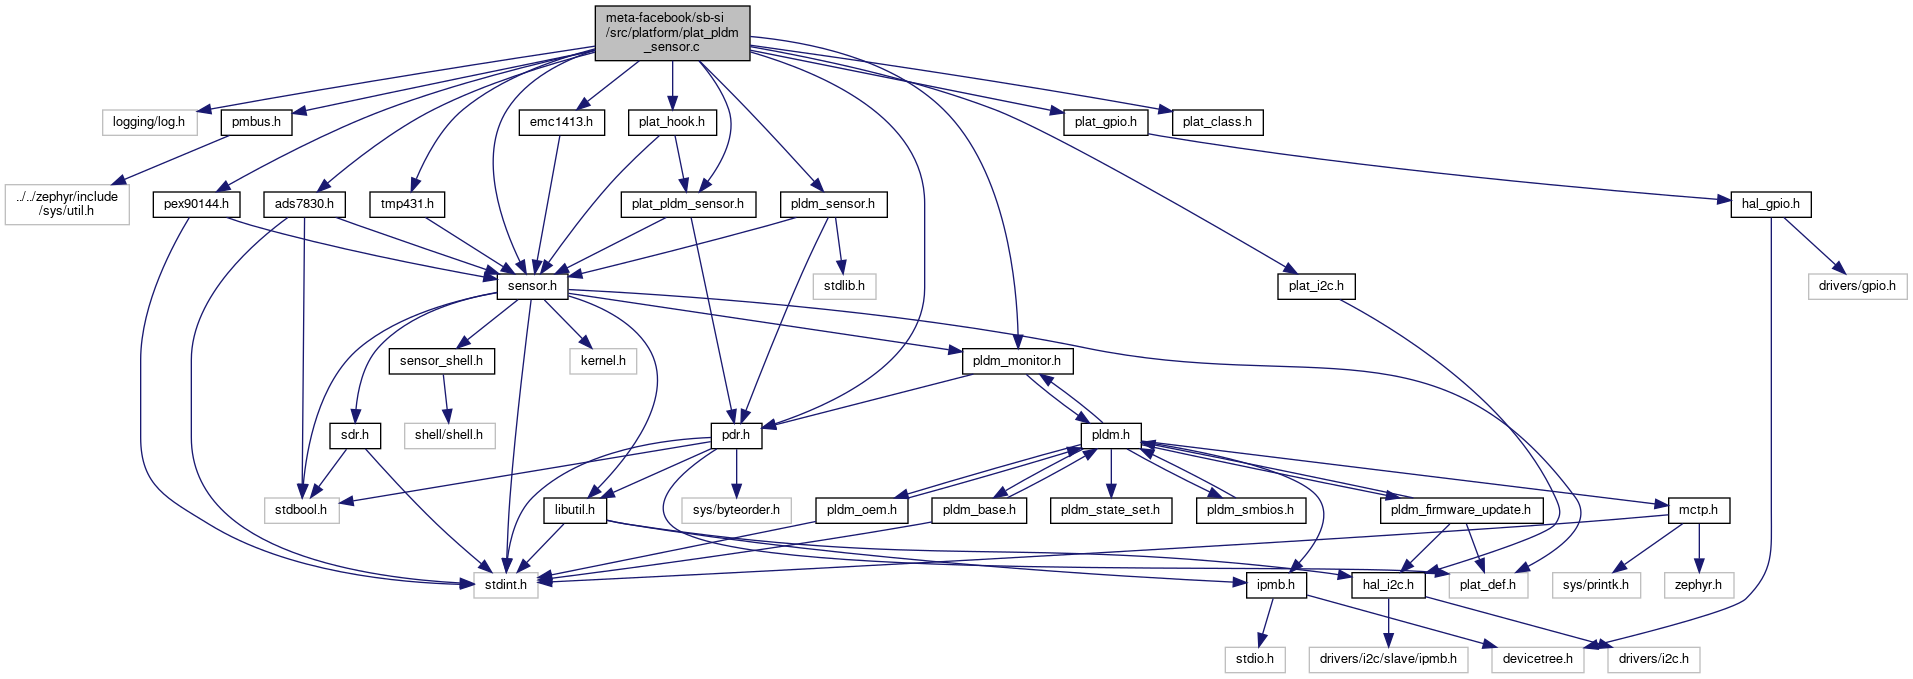 meta-facebook/sb-si
/src/platform/plat_pldm
_sensor.c
logging/log.h
pmbus.h
emc1413.h
plat_hook.h
plat_gpio.h
plat_class.h
../../zephyr/include
/sys/util.h
pex90144.h
ads7830.h
tmp431.h
plat_pldm_sensor.h
pldm_sensor.h
hal_gpio.h
sensor.h
stdlib.h
plat_i2c.h
drivers/gpio.h
sensor_shell.h
kernel.h
pldm_monitor.h
sdr.h
shell/shell.h
pdr.h
pldm.h
stdbool.h
libutil.h
sys/byteorder.h
pldm_oem.h
pldm_base.h
pldm_state_set.h
pldm_smbios.h
pldm_firmware_update.h
mctp.h
stdint.h
ipmb.h
hal_i2c.h
plat_def.h
sys/printk.h
zephyr.h
stdio.h
drivers/i2c/slave/ipmb.h
devicetree.h
drivers/i2c.h